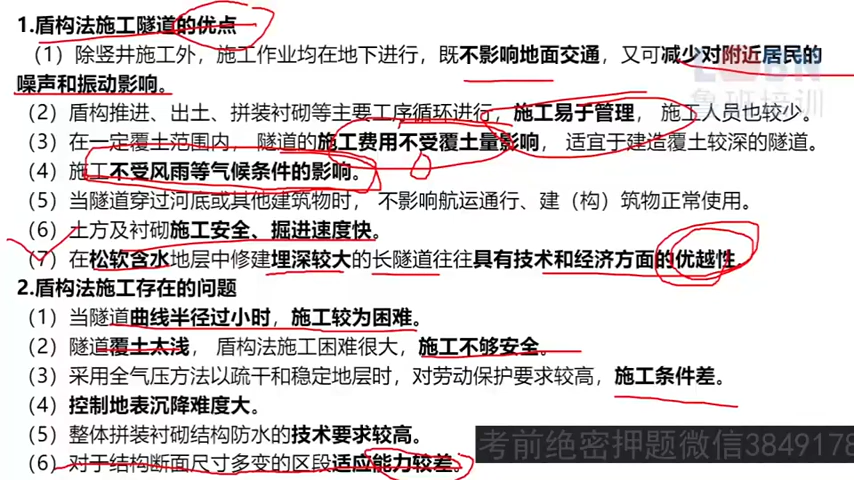 1.盾构法施工隧道的优点
（1）除竖井施工外，施工作业均在地下进行，既不影响地面交通，又可减少对附近居民的
噪声和振动影响。
（2）盾构推进、出土、拼装衬砌等主要工序循环进行，施工易于管理， 施工人员也较少。
（3）在一定覆土范围内， 隧道的施工费用不受覆土量影响， 适宜于建造覆土较深的隧道。
（4）施工不受风雨等气候条件的影响。
（5）当隧道穿过河底或其他建筑物时， 不影响航运通行、建（构）筑物正常使用。
（6）土方及衬砌施工安全、掘进速度快。
（7）在松软含水地层中修建埋深较大的长隧道往往具有技术和经济方面的优越性。
2.盾构法施工存在的问题
（1）当隧道曲线半径过小时，施工较为困难。
（2）隧道覆土太浅， 盾构法施工困难很大，施工不够安全。
（3）采用全气压方法以疏干和稳定地层时，对劳动保护要求较高，施工条件差。
（4）控制地表沉降难度大。
（5）整体拼装衬砌结构防水的技术要求较高。
（6）对于结构断面尺寸多变的区段适应能力较差。
鲁班培训
考前绝密押题微信3849178